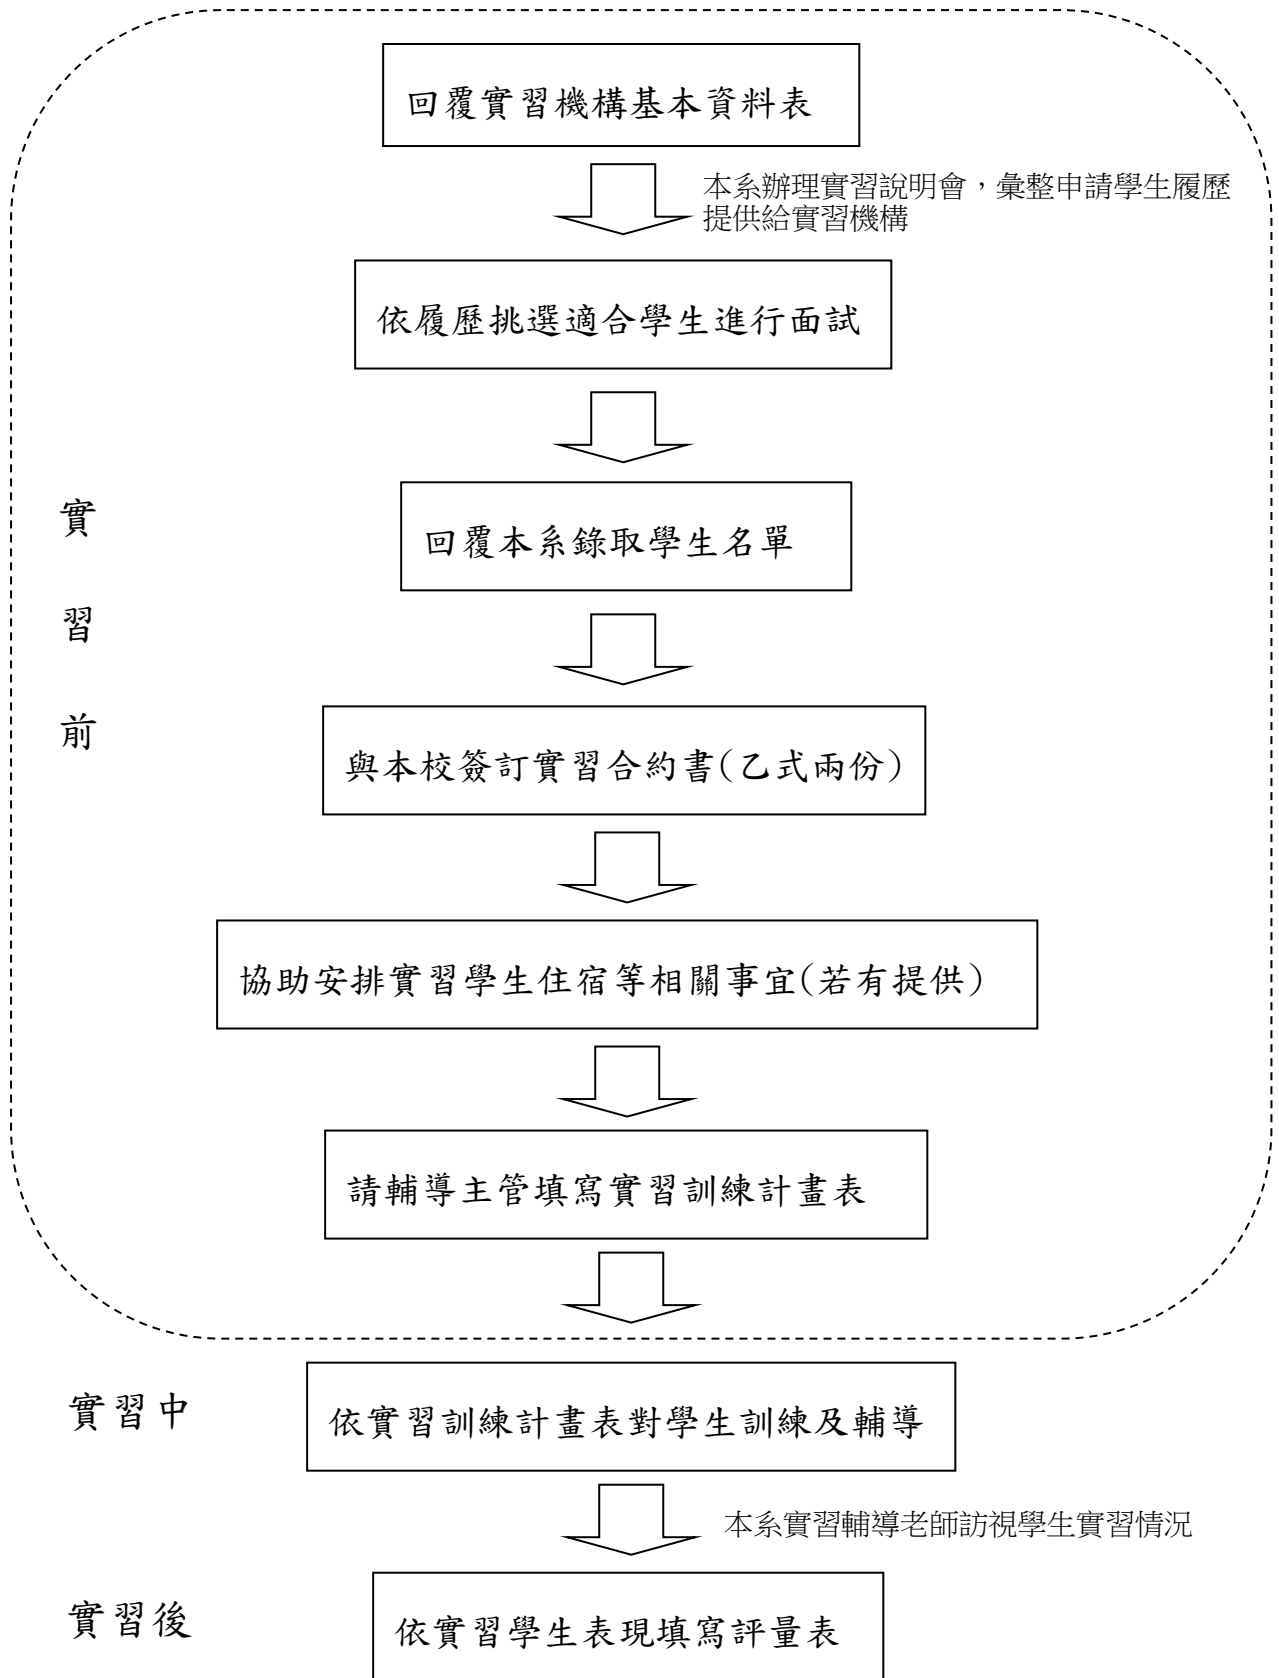 回覆實習機構基本資料表
本系辦理實習說明會，彙整申請學生履歷
提供給實習機構
依履歷挑選適合學生進行面試
回覆本系錄取學生名單
實
習
前
與本校簽訂實習合約書(乙式兩份)
協助安排實習學生住宿等相關事宜(若有提供)
請輔導主管填寫實習訓練計畫表
實習中
依實習訓練計畫表對學生訓練及輔導
本系實習輔導老師訪視學生實習情況
實習後
依實習學生表現填寫評量表